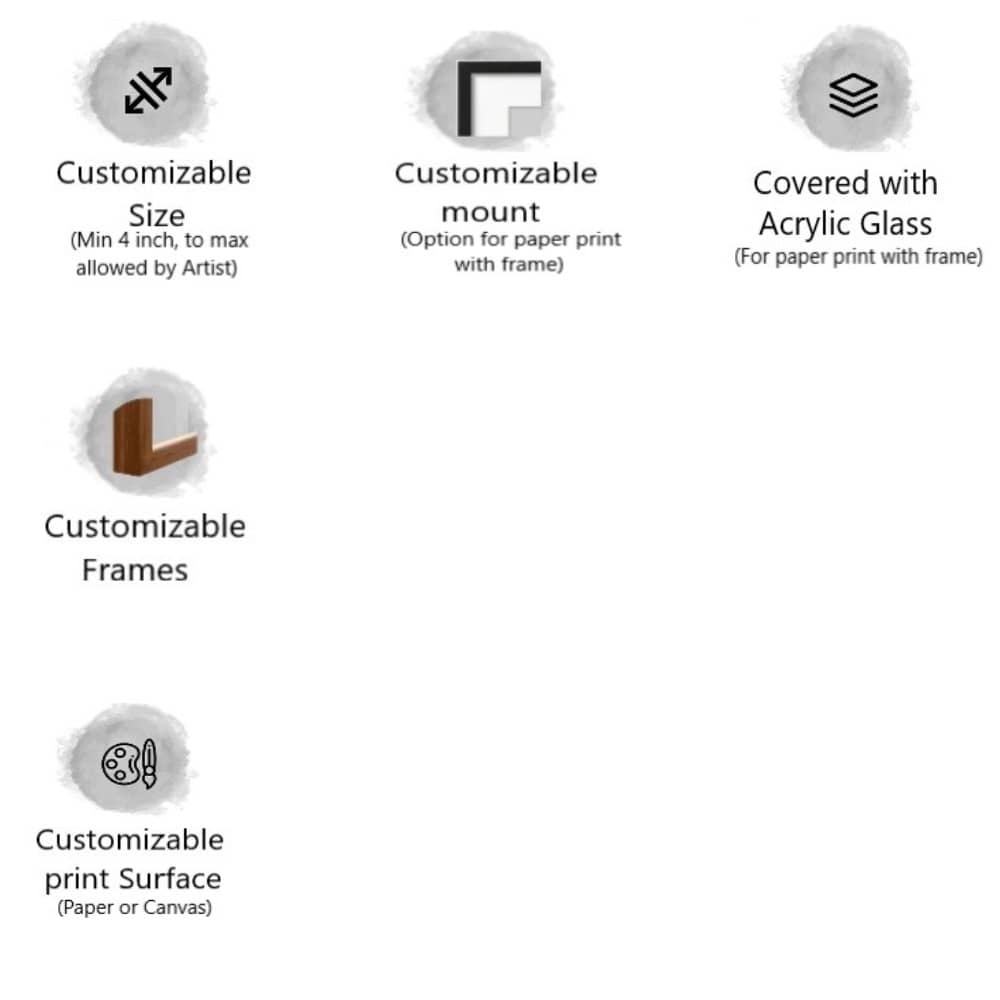 Customizable
Size
(Min 4 inch, to max
allowed by Artist)
Customizable
mount
(Option for paper print
with frame)
Covered with
Acrylic Glass
(For paper print with frame)
Customizable
Frames
Customizable
print Surface
(Paper or Canvas)